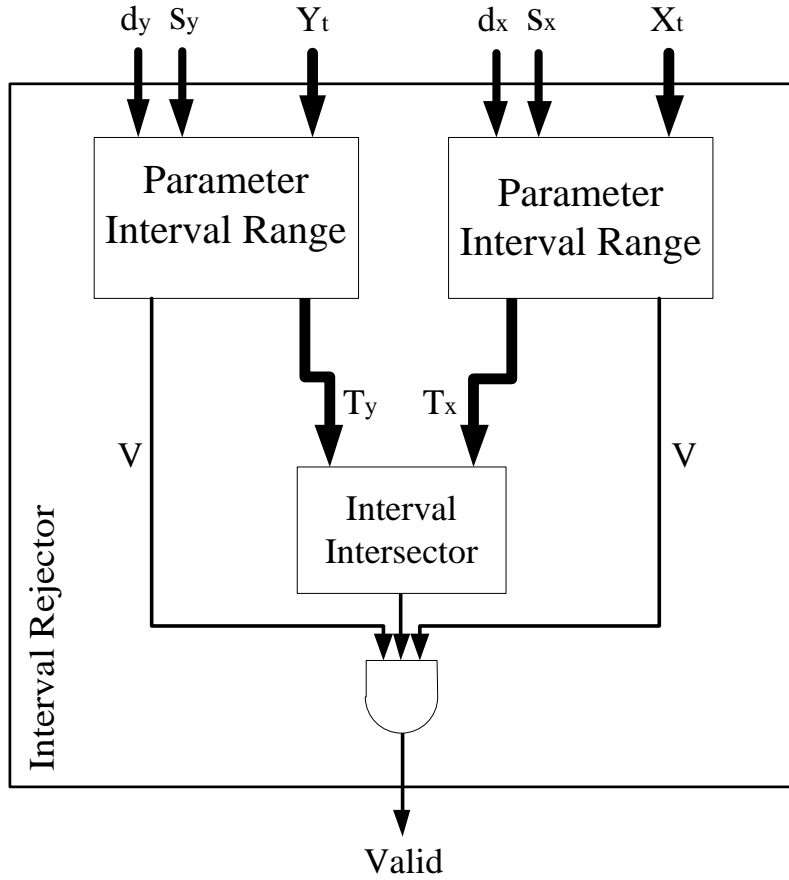 dy Sy Yt dx Sx Xt
Parameter
Interval Range
Parameter
Interval Range
Ty Tx
V V
Interval
Intersector
Interval Rejector
Valid